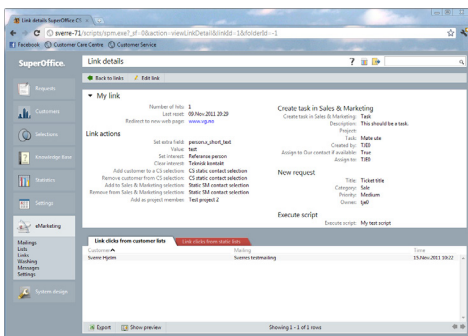 Link details SuperOffice CS
sverre-71/scripts/rpm.exe?_sf=0&action=viewLinkDetail&linkId=1&folderId=-1
Facebook
Customer Care Centre
Customer Service
SuperOffice.
Link details
Back to links
Edit link
Requests
Customers
Selections
Knowledge Base
Statistics
Settings
eMarketing
Mailings
Lists
Links
Washing
Messages
Settings
System design
My link
Number of hits: 1
Last reset: 09.Nov.2011 20:29
Redirect to new web page: www.vg.no
Link actions
Set extra field: persona_short_text
Value: test
Set interest: Reference person
Clear interest: Teknisk kontakt
Add customer to a CS selection: CS static contact selection
Remove customer from CS selection: CS static contact selection
Add to Sales & Marketing selection: Static SM contact selection
Remove from Sales & Marketing selection: Static SM contact selection
Add as project member: Test project 2
Create task in Sales & Marketing
Create task in Sales & Marketing: Task
Description: This should be a task.
Project:
Task: Møte ute
Created by: TJEI
Assign to Our contact if available: True
Assign to: TJEI
New request
Title: Ticket title
Category: Sale
Priority: Medium
Owner: tje0
Execute script
Execute script: My test script
Link clicks from customer lists
Link clicks from static lists
Customer
Mailing
Time
Sverre Hjelm
Sverres testmailing
15.Nov.2011 10:22
Export
Show preview
Showing 1 - 1 of 1 rows